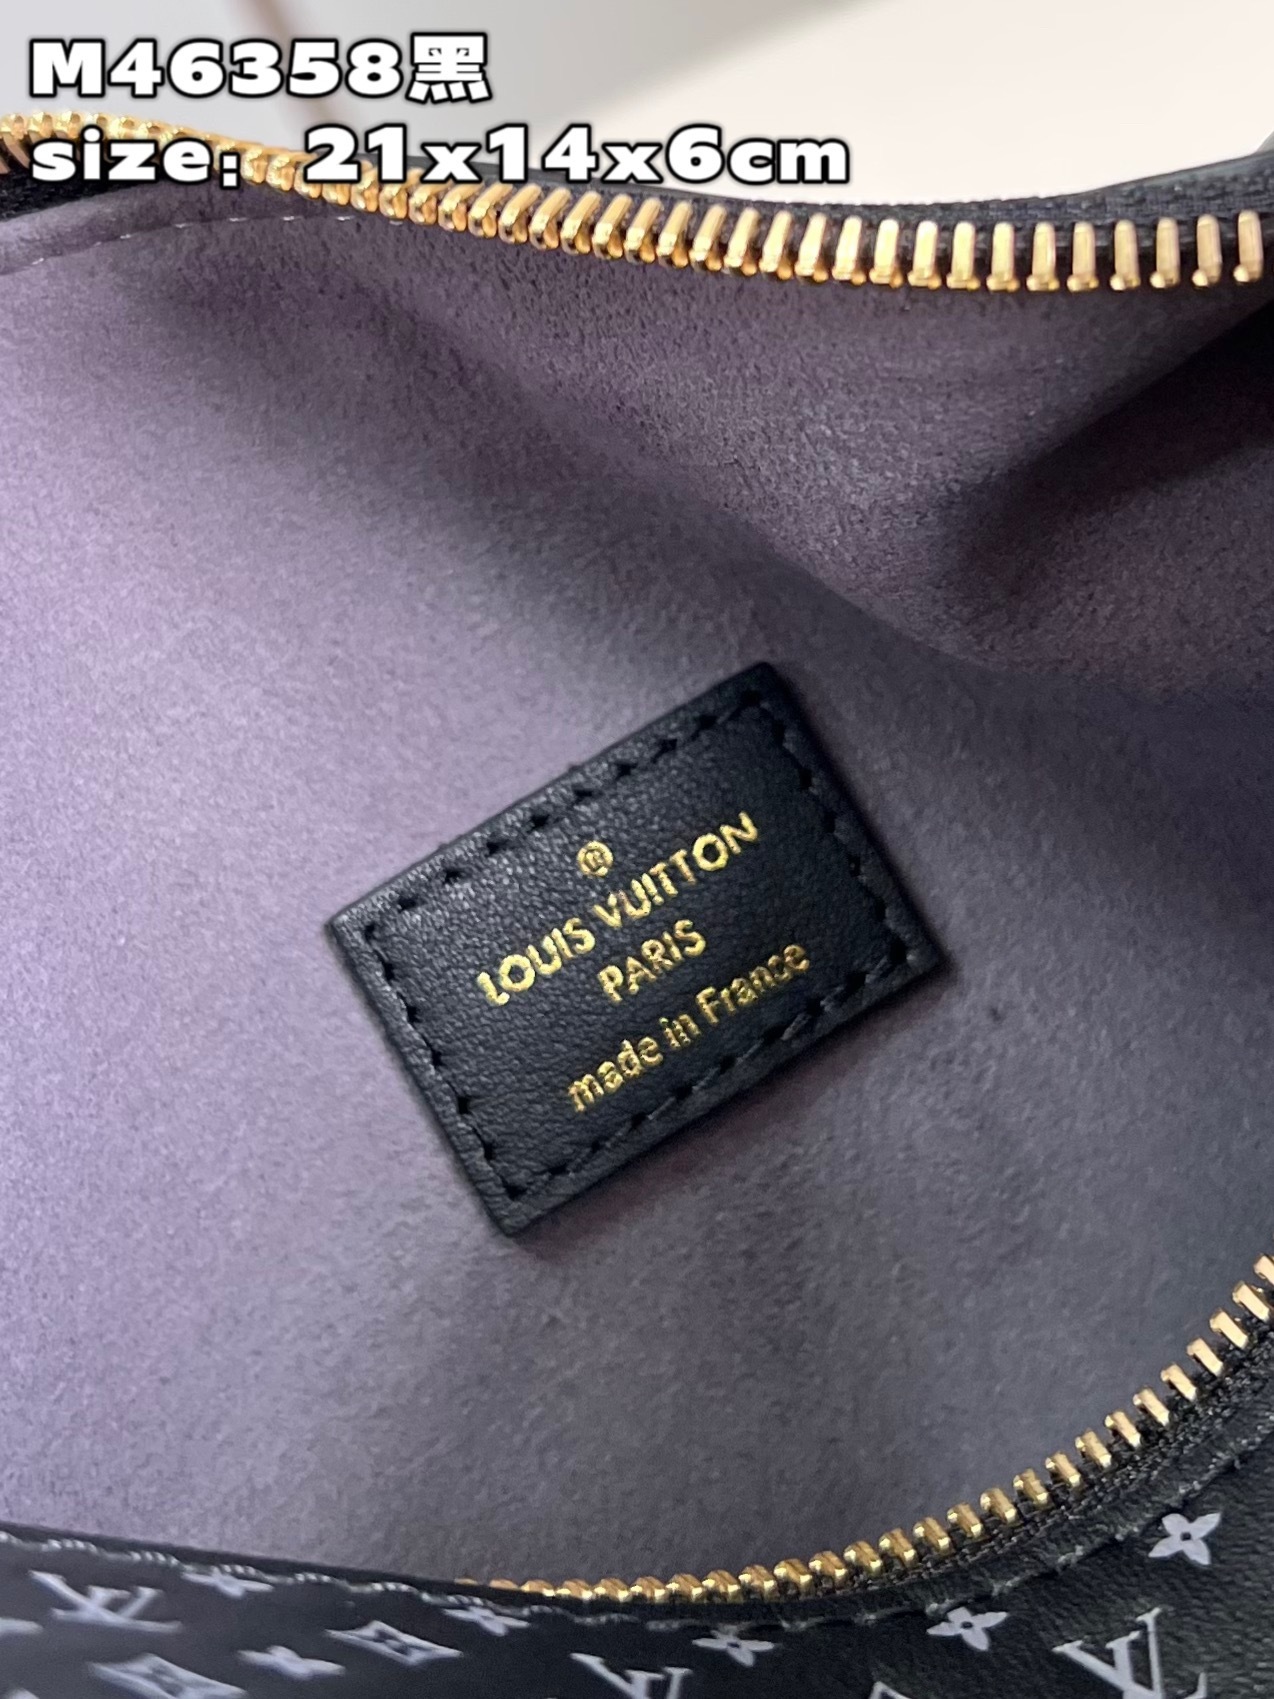 M46358黑
size：21x14x6cm
®
LOUIS VUITTON
PARIS
made in France